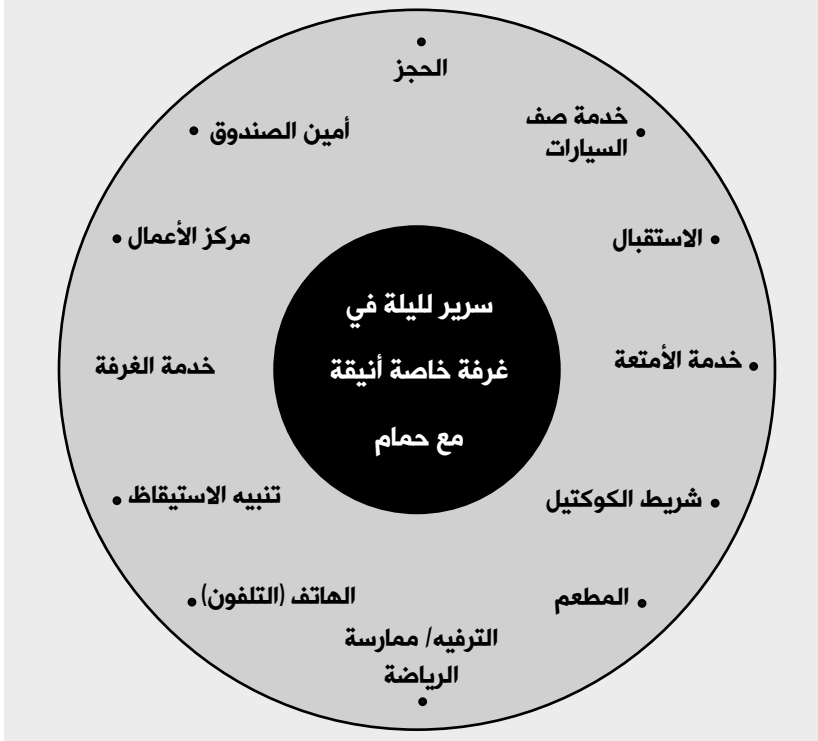 الحجز
خدمة صف
السيارات
أمين الصندوق
الاستقبال
مركز الأعمال
سرير لليلة في
غرفة خاصة أنيقة
مع حمام
خدمة الأمتعة
خدمة الغرفة
شريط الكوكتيل
تنبيه الاستيقاظ
المطعم
الهاتف (التلفون)
الترفيه/ ممارسة
الرياضة